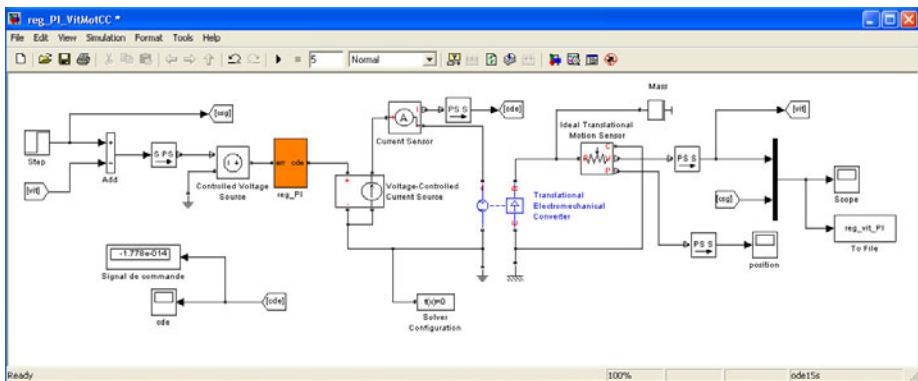 reg_PI_VitMotCC *
File Edit View Simulation Format Tools Help
5
Normal
Step
Add
[vit]
[csg]
S PS
Controlled Voltage
Source
err cde
reg_PI
A
Current Sensor
PS S
[cde]
Voltage-Controlled
Current Source
Translational
Electromechanical
Converter
f(x)=0
Solver
Configuration
Mass
Ideal Translational
Motion Sensor
R
C
V
P
PS S
[vit]
[csg]
PS S
position
Scope
reg_vit_PI
To File
-1.778e-014
Signal de commande
cde
[cde]
Ready
100%
ode15s